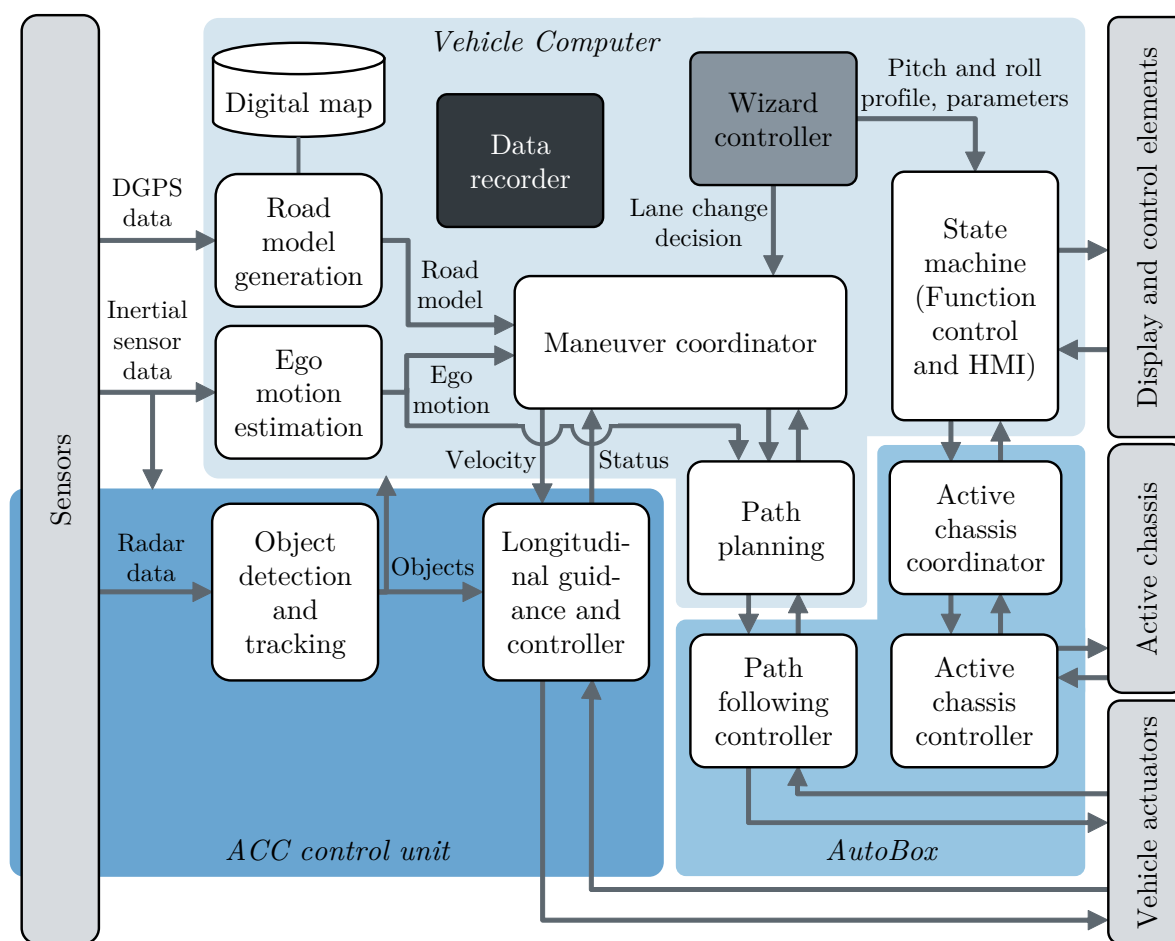 Vehicle Computer
Digital map
Data
recorder
Wizard
controller
Pitch and roll
profile, parameters
Display and control elements
DGPS
data
Road
model
generation
Road
model
Lane change
decision
State
machine
(Function
control
and HMI)
Inertial
sensor
data
Ego
motion
estimation
Ego
motion
Maneuver coordinator
Velocity
Status
Sensors
Radar
data
Object
detection
and
tracking
Objects
Longitudi-
nal guid-
ance and
controller
Path
planning
Active
chassis
coordinator
Active chassis
Path
following
controller
Active
chassis
controller
Vehicle actuators
ACC control unit
AutoBox